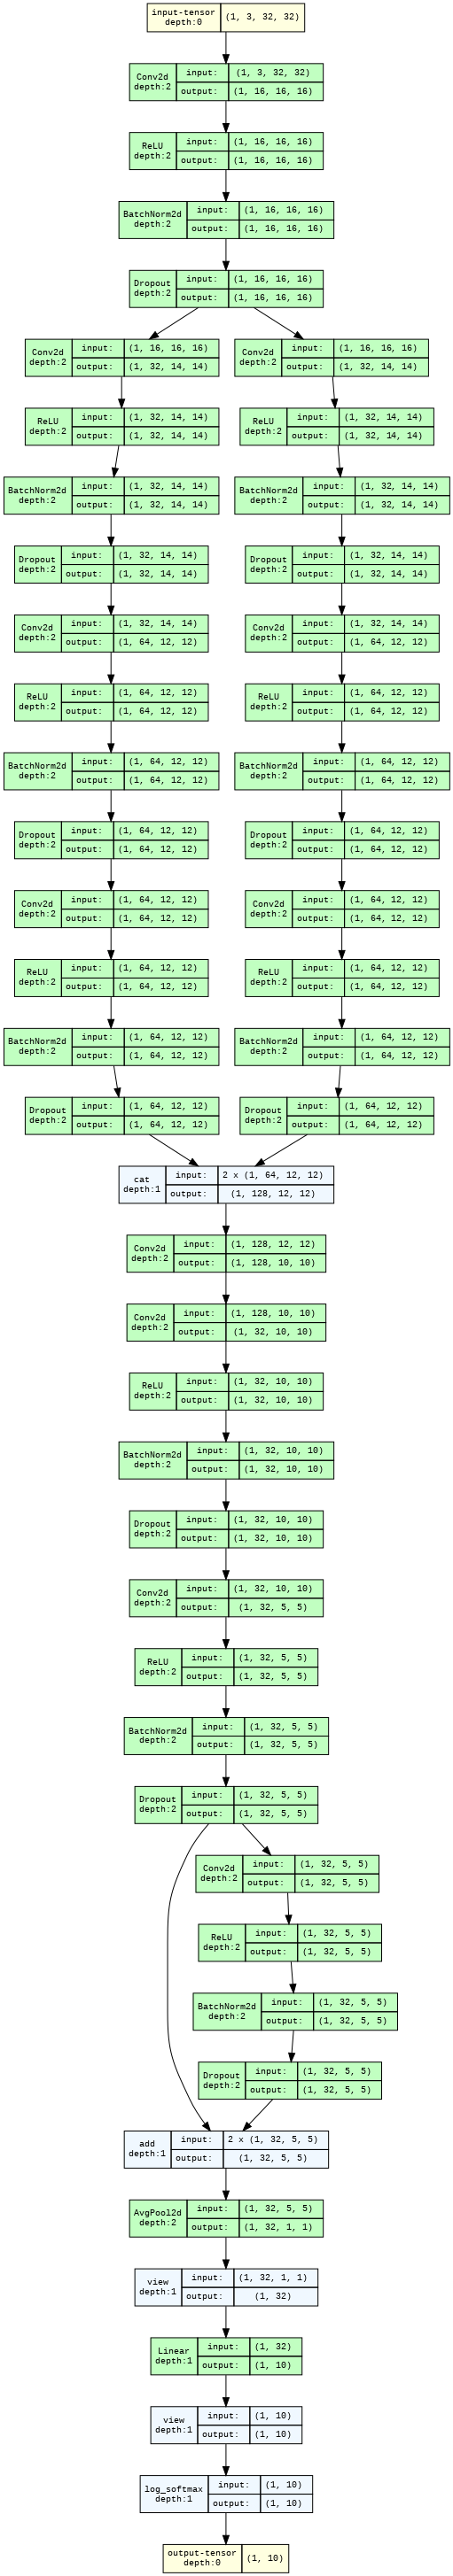 input-tensor
depth:0 (1, 3, 32, 32)
Conv2d input: (1, 3, 32, 32)
depth:2 output: (1, 16, 16, 16)
ReLU input: (1, 16, 16, 16)
depth:2 output: (1, 16, 16, 16)
BatchNorm2d input: (1, 16, 16, 16)
depth:2 output: (1, 16, 16, 16)
Dropout input: (1, 16, 16, 16)
depth:2 output: (1, 16, 16, 16)
Conv2d input: (1, 16, 16, 16) Conv2d input: (1, 16, 16, 16)
depth:2 output: (1, 32, 14, 14) depth:2 output: (1, 32, 14, 14)
ReLU input: (1, 32, 14, 14) ReLU input: (1, 32, 14, 14)
depth:2 output: (1, 32, 14, 14) depth:2 output: (1, 32, 14, 14)
BatchNorm2d input: (1, 32, 14, 14) BatchNorm2d input: (1, 32, 14, 14)
depth:2 output: (1, 32, 14, 14) depth:2 output: (1, 32, 14, 14)
Dropout input: (1, 32, 14, 14) Dropout input: (1, 32, 14, 14)
depth:2 output: (1, 32, 14, 14) depth:2 output: (1, 32, 14, 14)
Conv2d input: (1, 32, 14, 14) Conv2d input: (1, 32, 14, 14)
depth:2 output: (1, 64, 12, 12) depth:2 output: (1, 64, 12, 12)
ReLU input: (1, 64, 12, 12) ReLU input: (1, 64, 12, 12)
depth:2 output: (1, 64, 12, 12) depth:2 output: (1, 64, 12, 12)
BatchNorm2d input: (1, 64, 12, 12) BatchNorm2d input: (1, 64, 12, 12)
depth:2 output: (1, 64, 12, 12) depth:2 output: (1, 64, 12, 12)
Dropout input: (1, 64, 12, 12) Dropout input: (1, 64, 12, 12)
depth:2 output: (1, 64, 12, 12) depth:2 output: (1, 64, 12, 12)
Conv2d input: (1, 64, 12, 12) Conv2d input: (1, 64, 12, 12)
depth:2 output: (1, 64, 12, 12) depth:2 output: (1, 64, 12, 12)
ReLU input: (1, 64, 12, 12) ReLU input: (1, 64, 12, 12)
depth:2 output: (1, 64, 12, 12) depth:2 output: (1, 64, 12, 12)
BatchNorm2d input: (1, 64, 12, 12) BatchNorm2d input: (1, 64, 12, 12)
depth:2 output: (1, 64, 12, 12) depth:2 output: (1, 64, 12, 12)
Dropout input: (1, 64, 12, 12) Dropout input: (1, 64, 12, 12)
depth:2 output: (1, 64, 12, 12) depth:2 output: (1, 64, 12, 12)
cat input: 2 x (1, 64, 12, 12)
depth:1 output: (1, 128, 12, 12)
Conv2d input: (1, 128, 12, 12)
depth:2 output: (1, 128, 10, 10)
Conv2d input: (1, 128, 10, 10)
depth:2 output: (1, 32, 10, 10)
ReLU input: (1, 32, 10, 10)
depth:2 output: (1, 32, 10, 10)
BatchNorm2d input: (1, 32, 10, 10)
depth:2 output: (1, 32, 10, 10)
Dropout input: (1, 32, 10, 10)
depth:2 output: (1, 32, 10, 10)
Conv2d input: (1, 32, 10, 10)
depth:2 output: (1, 32, 5, 5)
ReLU input: (1, 32, 5, 5)
depth:2 output: (1, 32, 5, 5)
BatchNorm2d input: (1, 32, 5, 5)
depth:2 output: (1, 32, 5, 5)
Dropout input: (1, 32, 5, 5)
depth:2 output: (1, 32, 5, 5)
Conv2d input: (1, 32, 5, 5)
depth:2 output: (1, 32, 5, 5)
ReLU input: (1, 32, 5, 5)
depth:2 output: (1, 32, 5, 5)
BatchNorm2d input: (1, 32, 5, 5)
depth:2 output: (1, 32, 5, 5)
Dropout input: (1, 32, 5, 5)
depth:2 output: (1, 32, 5, 5)
add input: 2 x (1, 32, 5, 5)
depth:1 output: (1, 32, 5, 5)
AvgPool2d input: (1, 32, 5, 5)
depth:2 output: (1, 32, 1, 1)
view input: (1, 32, 1, 1)
depth:1 output: (1, 32)
Linear input: (1, 32)
depth:1 output: (1, 10)
view input: (1, 10)
depth:1 output: (1, 10)
log_softmax input: (1, 10)
depth:1 output: (1, 10)
output-tensor
depth:0 (1, 10)